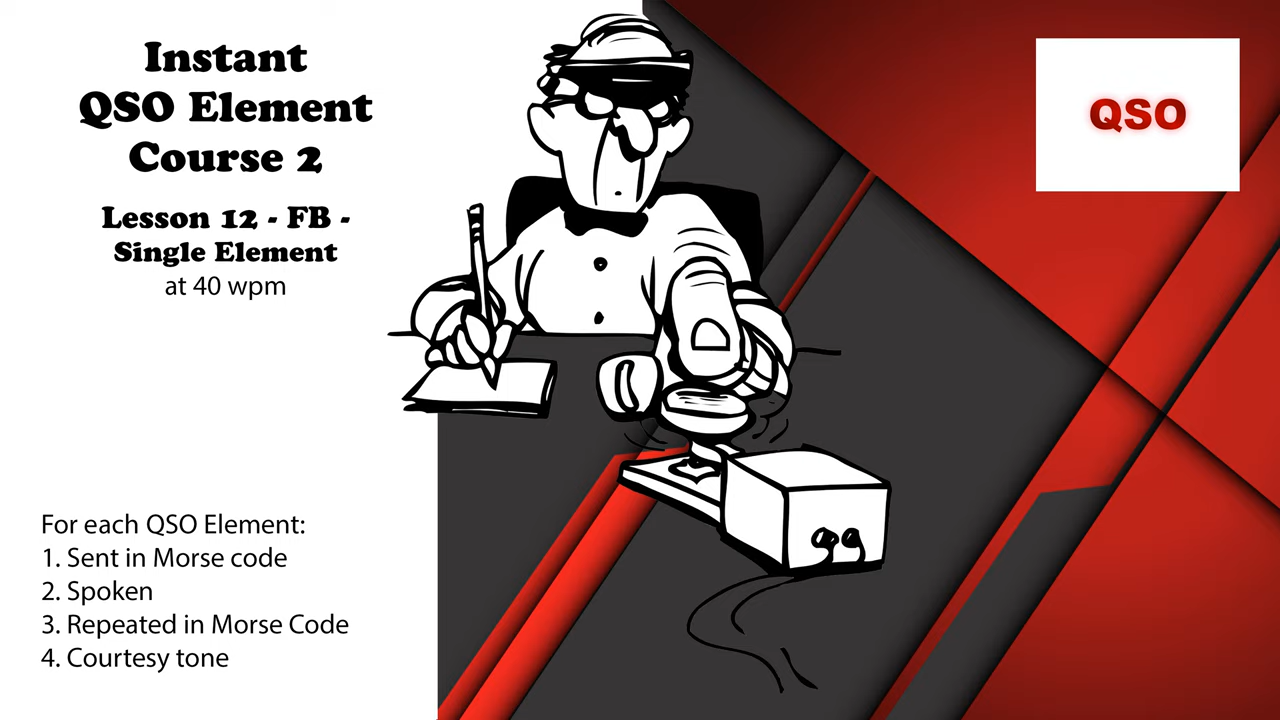 Instant
QSO Element
Course 2
Lesson 12 - FB -
Single Element
at 40 wpm
QSO
For each QSO Element:
1. Sent in Morse code
2. Spoken
3. Repeated in Morse Code
4. Courtesy tone